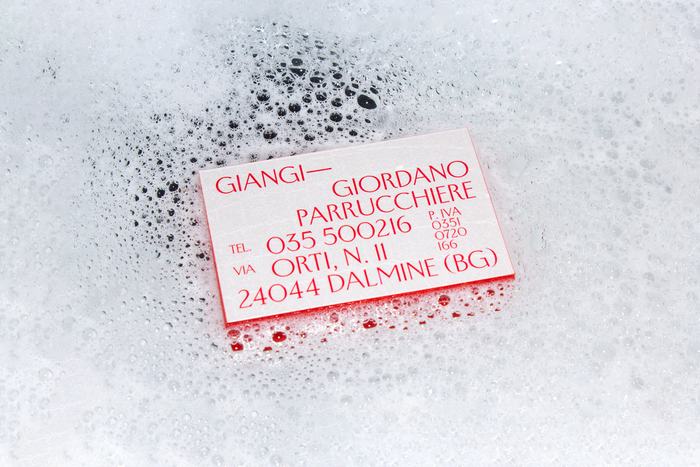 GIANGI—
GIORDANO
PARRUCCHIERE
TEL. 035 500216
P. IVA
0351
0720
166
VIA ORTI, N. 11
24044 DALMINE (BG)